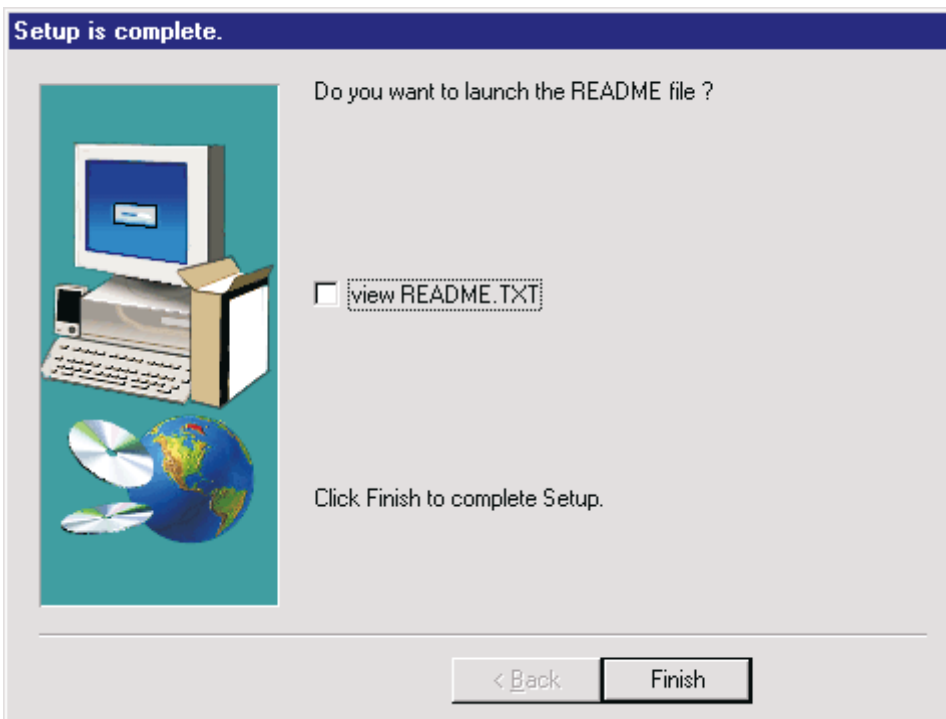 Setup is complete.
Do you want to launch the README file ?
view README.TXT
Click Finish to complete Setup.
< Back
Finish